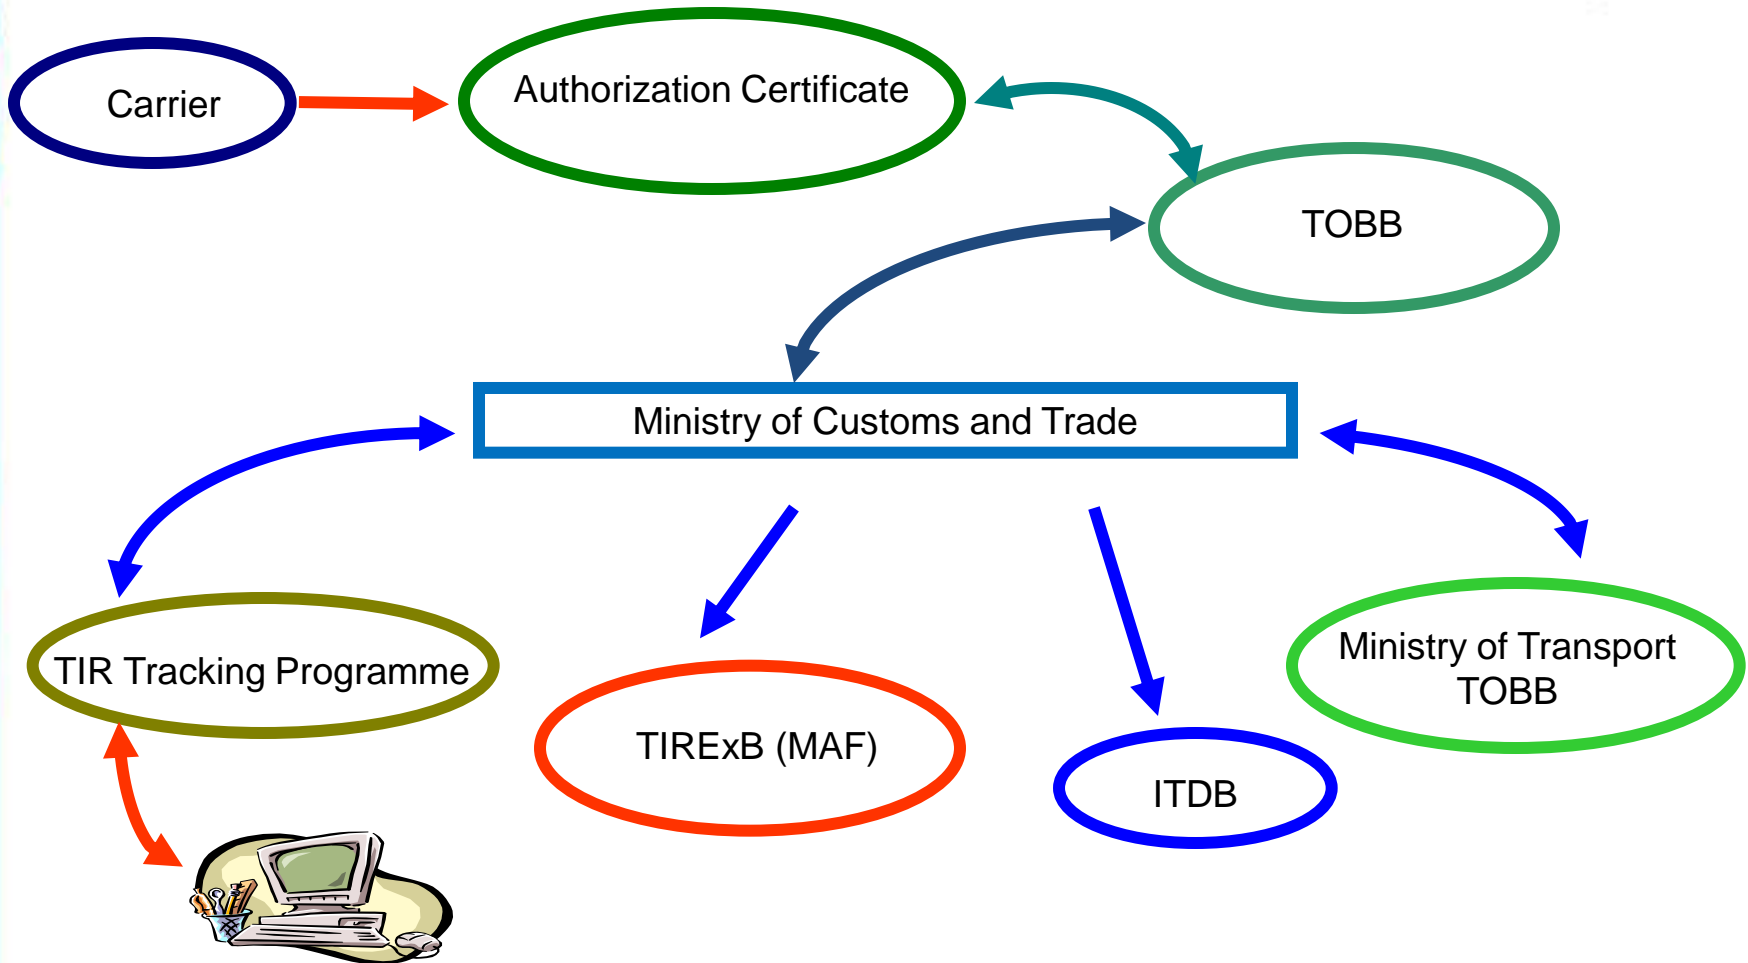 Carrier
Authorization Certificate
TOBB
Ministry of Customs and Trade
TIR Tracking Programme
TIRExB (MAF)
ITDB
Ministry of Transport
TOBB